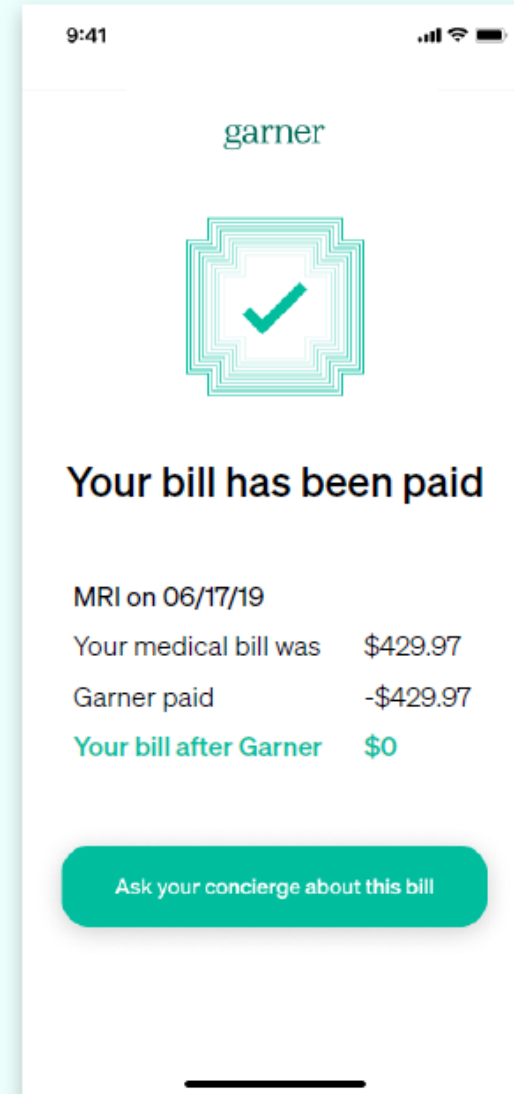 9:41
garner
Your bill has been paid
MRI on 06/17/19
Your medical bill was $429.97
Garner paid -$429.97
Your bill after Garner $0
Ask your concierge about this bill